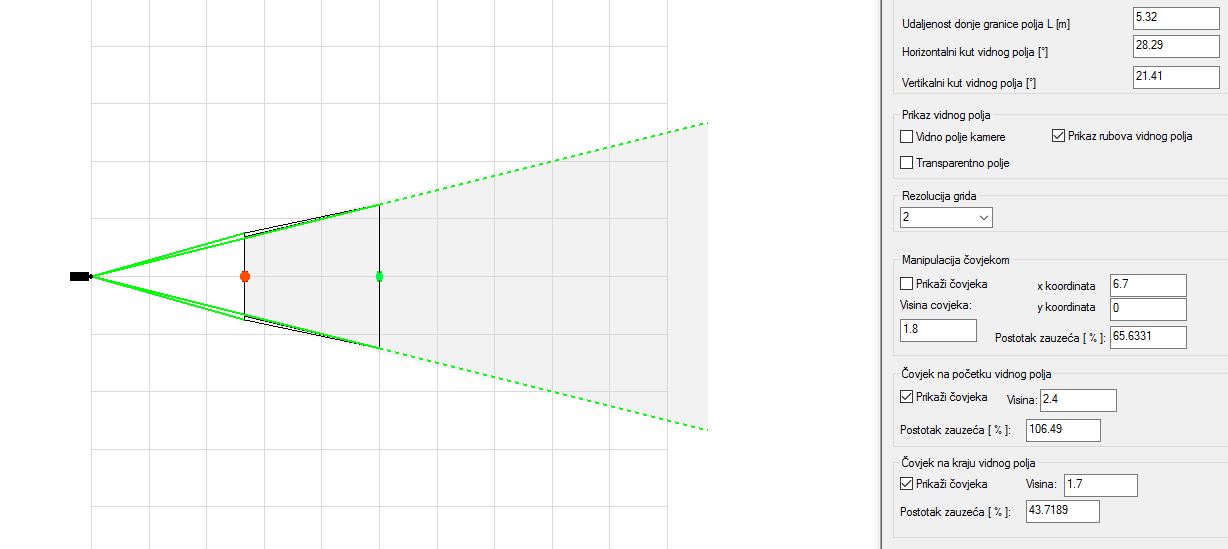 Udaljenost donje granice polja L [m]
5.32
Horizontalni kut vidnog polja [°]
28.29
Vertikalni kut vidnog polja [°]
21.41
Prikaz vidnog polja
Vidno polje kamere
Prikaz rubova vidnog polja
Transparentno polje
Rezolucija grida
2
Manipulacija čovjekom
Prikaži čovjeka
x koordinata
6.7
Visina covjeka:
y koordinata
0
1.8
Postotak zauzeća [ % ]:
65.6331
Čovjek na početku vidnog polja
Prikaži čovjeka
Visina:
2.4
Postotak zauzeća [ % ]:
106.49
Čovjek na kraju vidnog polja
Prikaži čovjeka
Visina:
1.7
Postotak zauzeća [ % ]:
43.7189